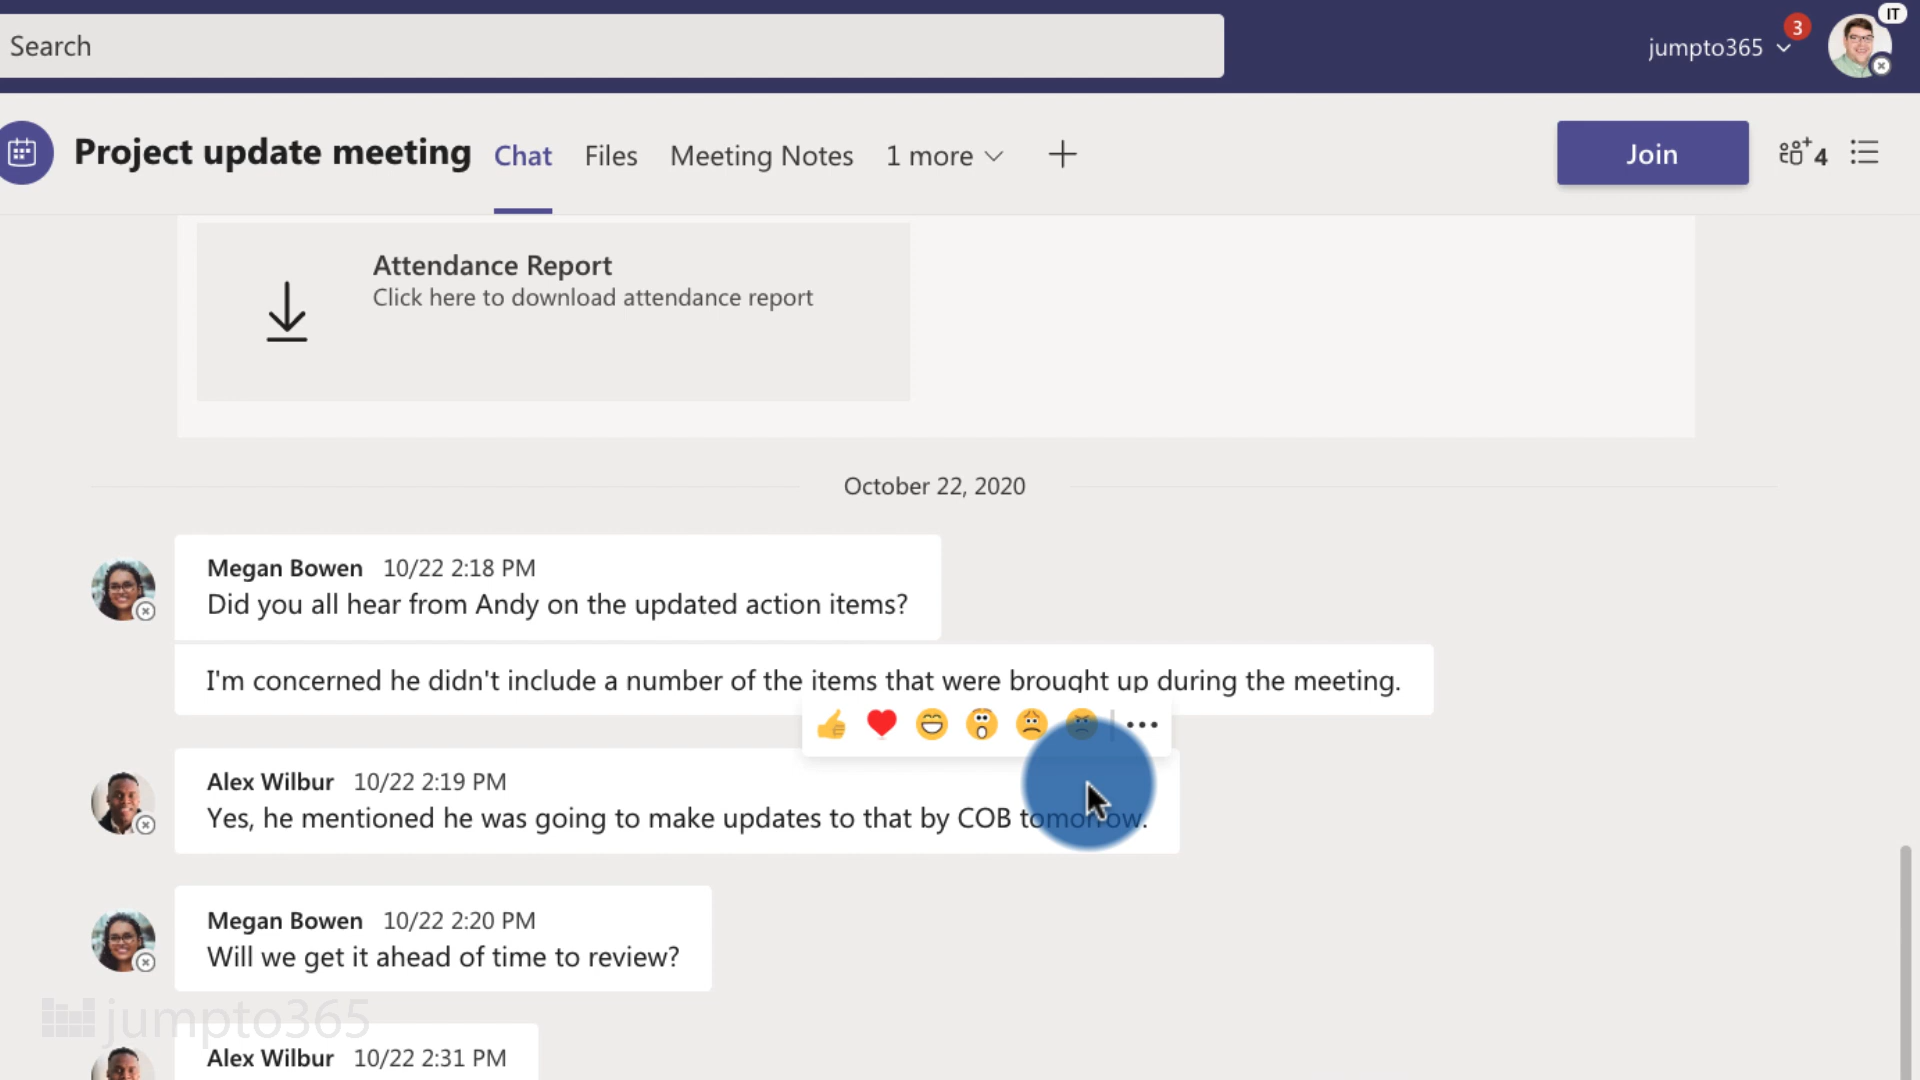 Search
jumpto365
3
IT
Project update meeting
Chat
Files
Meeting Notes
1 more
Join
4
Attendance Report
Click here to download attendance report
October 22, 2020
Megan Bowen 10/22 2:18 PM
Did you all hear from Andy on the updated action items?
I'm concerned he didn't include a number of the items that were brought up during the meeting.
Alex Wilbur 10/22 2:19 PM
Yes, he mentioned he was going to make updates to that by COB tomorrow.
Megan Bowen 10/22 2:20 PM
Will we get it ahead of time to review?
jumpto365
Alex Wilbur 10/22 2:31 PM